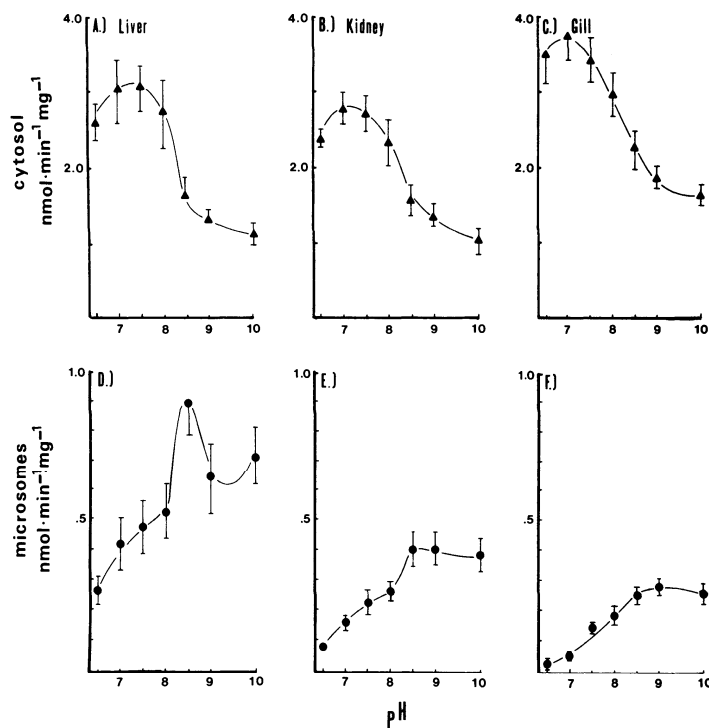 A.) Liver
B.) Kidney
C.) Gill
4.0
4.0
4.0
2.0
2.0
2.0
cytosol
nmol·min⁻¹mg⁻¹
7 8 9 10
7 8 9 10
7 8 9 10
D.)
E.)
F.)
1.0
1.0
1.0
.5
.5
.5
microsomes
nmol·min⁻¹mg⁻¹
7 8 9 10
7 8 9 10
7 8 9 10
pH